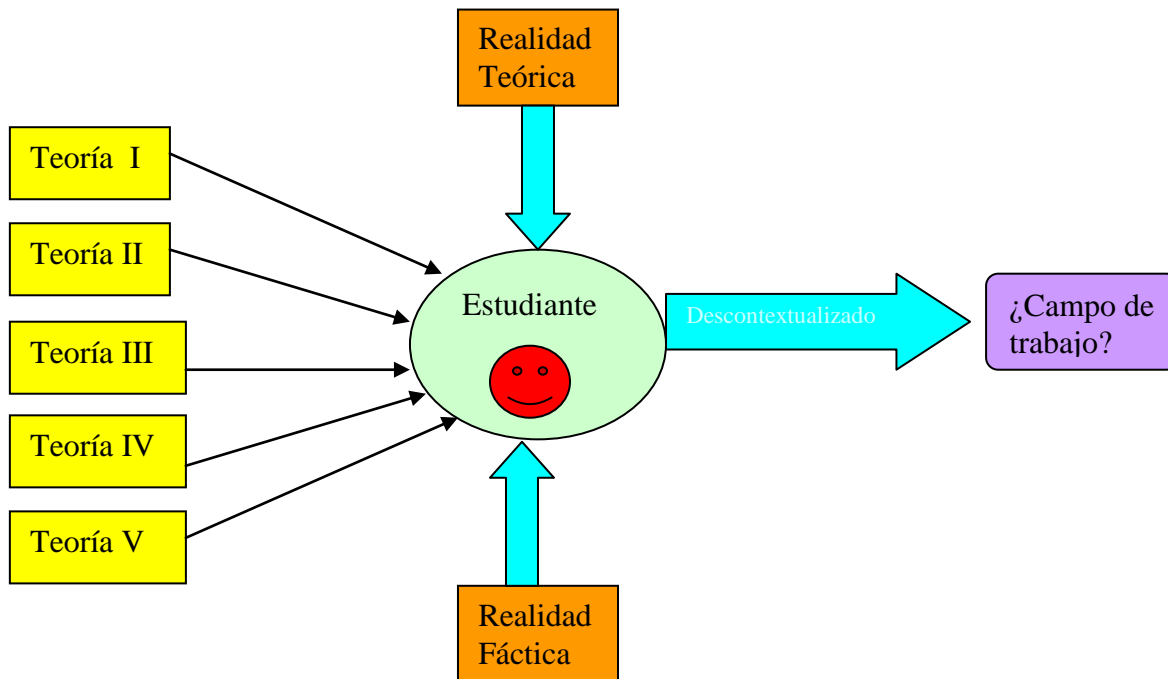 Realidad
Teórica
Teoría I
Teoría II
Teoría III
Teoría IV
Teoría V
Estudiante
Descontextualizado
¿Campo de
trabajo?
Realidad
Fáctica